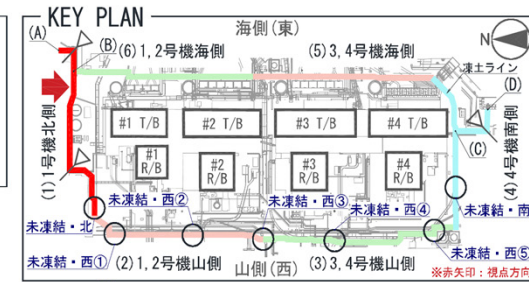 KEY PLAN
海側(東)
(A)
(B)
(6)1,2号機海側
(5)3,4号機海側
N
凍土ライン
(D)
#1 T/B
#2 T/B
#3 T/B
#4 T/B
(1)1号機北側
(C)
(4)4号機南側
#1
R/B
#2
R/B
#3
R/B
#4
R/B
未凍結・西②
未凍結・西③
未凍結・西④
未凍結・南
未凍結・北
未凍結・西①
(2)1,2号機山側
山側(西)
(3)3,4号機山側
未凍結・西⑤
※赤矢印:視点方向